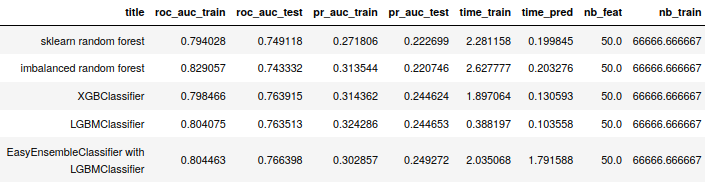 title roc_auc_train roc_auc_test pr_auc_train pr_auc_test time_train time_pred nb_feat nb_train
sklearn random forest 0.794028 0.749118 0.271806 0.222699 2.281158 0.199845 50.0 66666.666667
imbalanced random forest 0.829057 0.743332 0.313544 0.220746 2.627777 0.203276 50.0 66666.666667
XGBClassifier 0.798466 0.763915 0.314362 0.244624 1.897064 0.130593 50.0 66666.666667
LGBMClassifier 0.804075 0.763513 0.324286 0.244653 0.388197 0.103558 50.0 66666.666667
EasyEnsembleClassifier with
LGBMClassifier 0.804463 0.766398 0.302857 0.249272 2.035068 1.791588 50.0 66666.666667